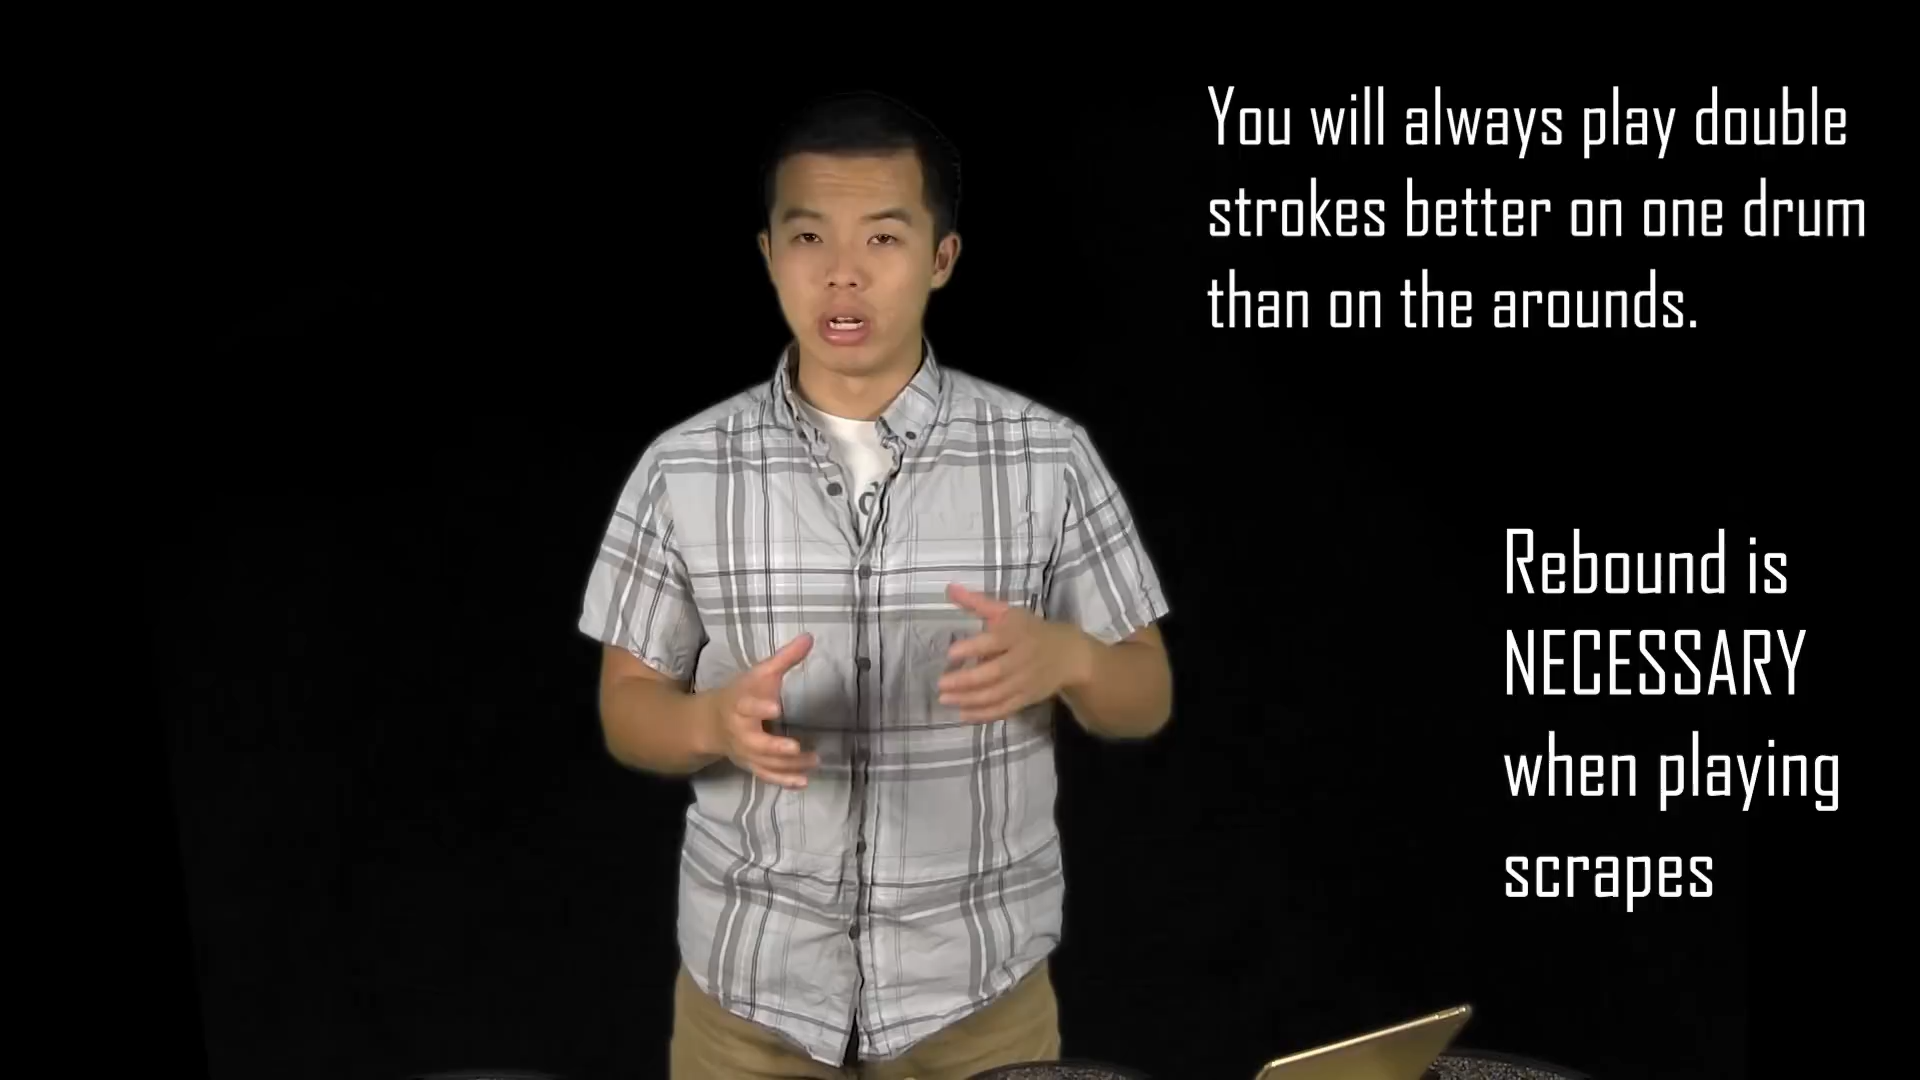 You will always play double
strokes better on one drum
than on the arounds.
Rebound is
NECESSARY
when playing
scrapes